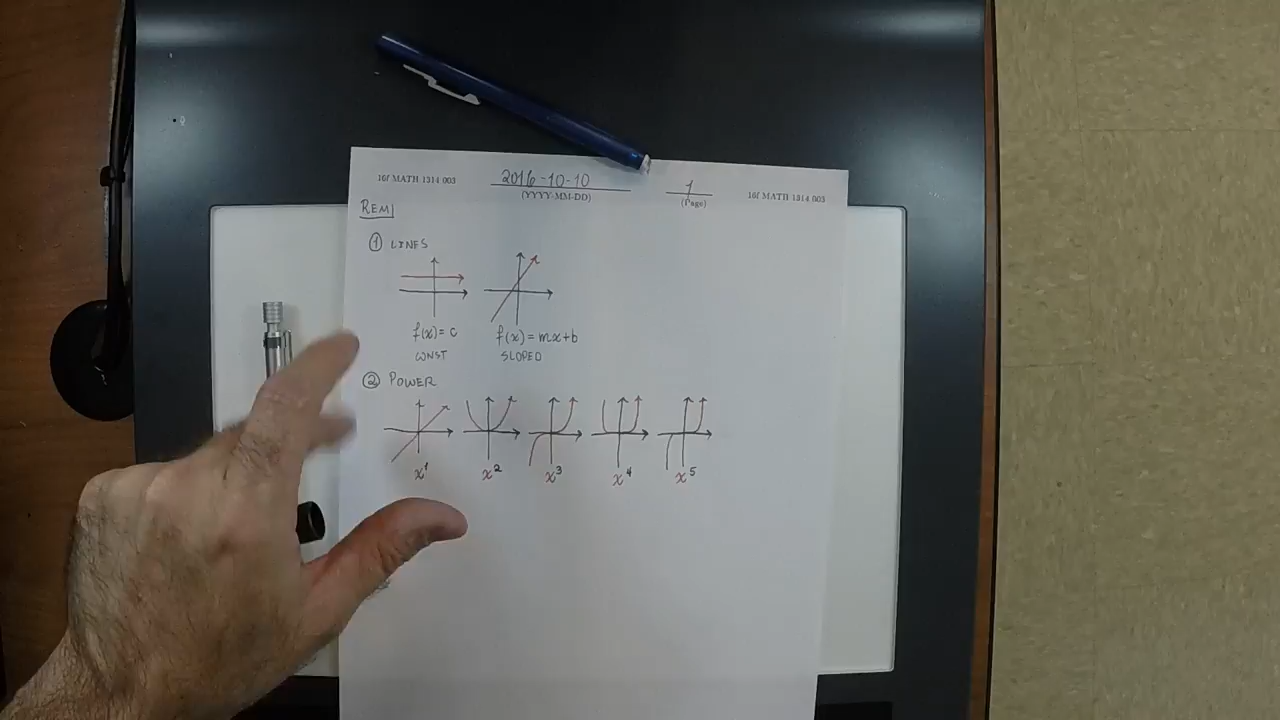 16f MATH 1314 003 2016-10-10 1 16f MATH 1314 003
(YYYY-MM-DD) (Page)
REM
① LINES
f(x) = c f(x) = mx+b
CONST SLOPED
② POWER
x¹ x² x³ x⁴ x⁵